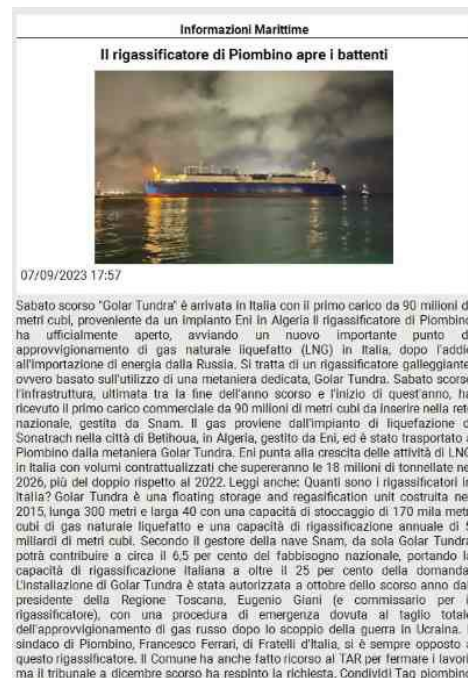 Informazioni Marittime
Il rigassificatore di Piombino apre i battenti
07/09/2023 17:57
Sabato scorso "Golar Tundra" è arrivata in Italia con il primo carico da 90 milioni d
metri cubi, proveniente da un impianto Eni in Algeria Il rigassificatore di Piombino
ha ufficialmente aperto, avviando un nuovo importante punto d
approvvigionamento di gas naturale liquefatto (LNG) in Italia, dopo l'addio
all'importazione di energia dalla Russia. Si tratta di un rigassificatore galleggiante
ovvero basato sull'utilizzo di una metaniera dedicata, Golar Tundra. Sabato scorso
l'infrastruttura, ultimata tra la fine dell'anno scorso e l'inizio di quest'anno, ha
ricevuto il primo carico commerciale da 90 milioni di metri cubi da inserire nella rete
nazionale, gestita da Snam. Il gas proviene dall'impianto di liquefazione d
Sonatrach nella città di Bethioua, in Algeria, gestito da Eni, ed è stato trasportato a
Piombino dalla metaniera Golar Tundra. Eni punta alla crescita delle attività di LNG
in Italia con volumi contrattualizzati che supereranno le 18 milioni di tonnellate nel
2026, più del doppio rispetto al 2022. Leggi anche: Quanti sono i rigassificatori in
Italia? Golar Tundra è una floating storage and regasification unit costruita nel
2015, lunga 300 metri e larga 40 con una capacità di stoccaggio di 170 mila metri
cubi di gas naturale liquefatto e una capacità di rigassificazione annuale di 5
miliardi di metri cubi. Secondo il gestore della nave Snam, da sola Golar Tundra
potrà contribuire a circa il 6,5 per cento del fabbisogno nazionale, portando la
capacità di rigassificazione italiana a oltre il 25 per cento della domanda.
L'installazione di Golar Tundra è stata autorizzata a ottobre dello scorso anno dal
presidente della Regione Toscana, Eugenio Giani (e commissario per i
rigassificatore), con una procedura di emergenza dovuta al taglio totale
dell'approvvigionamento di gas russo dopo lo scoppio della guerra in Ucraina. I
sindaco di Piombino, Francesco Ferrari, di Fratelli d'Italia, si è sempre opposto a
questo rigassificatore. Il Comune ha anche fatto ricorso al TAR per fermare i lavori
ma il tribunale a dicembre scorso ha respinto la richiesta. Condividi Tag piombino